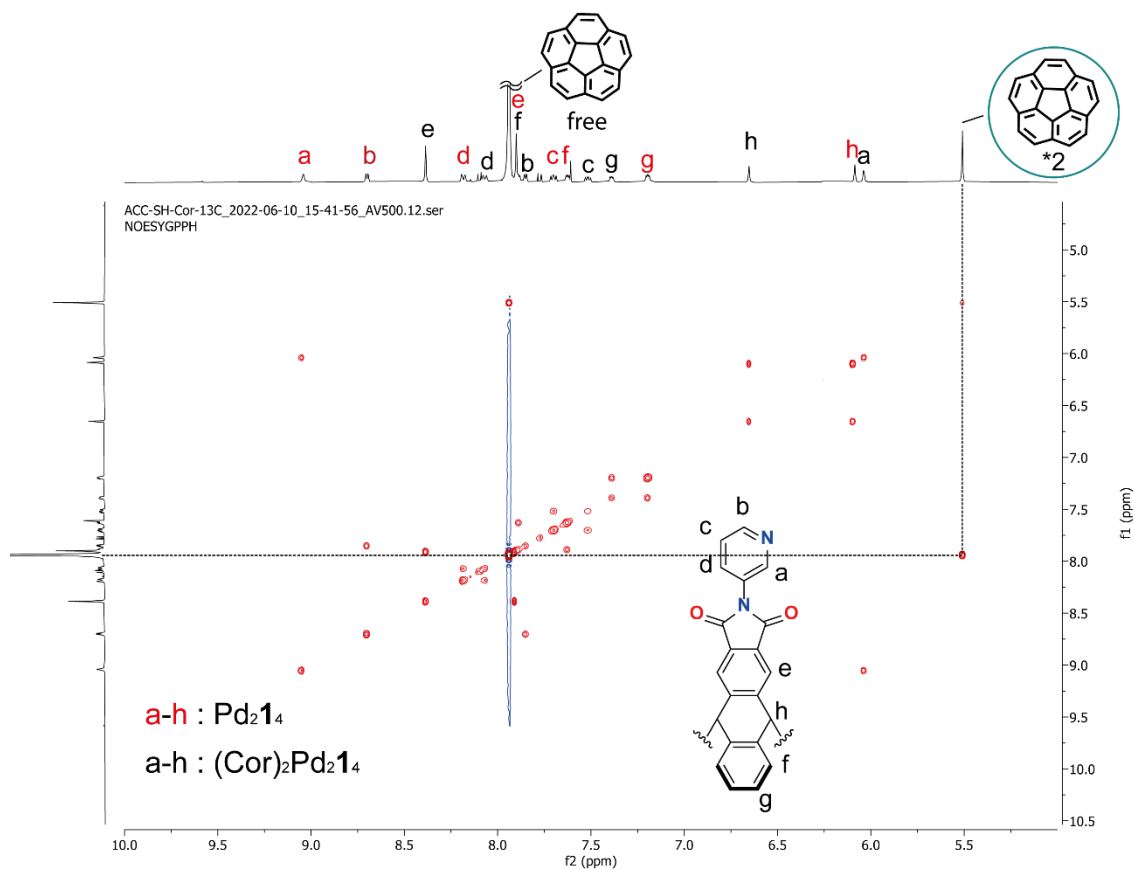 free
*2
a b e d d e f b c f c g g h h a
ACC-SH-Cor-13C_2022-06-10_15-41-56_AV500.12.ser
NOESYGPPH
5.0
5.5
6.0
6.5
7.0
7.5
8.0
8.5
9.0
9.5
10.0
10.5
f1 (ppm)
b
c
N
d
a
N
O
O
e
h
f
g
a-h : Pd₂1₄
a-h : (Cor)₂Pd₂1₄
10.0 9.5 9.0 8.5 8.0 7.5 7.0 6.5 6.0 5.5
f2 (ppm)